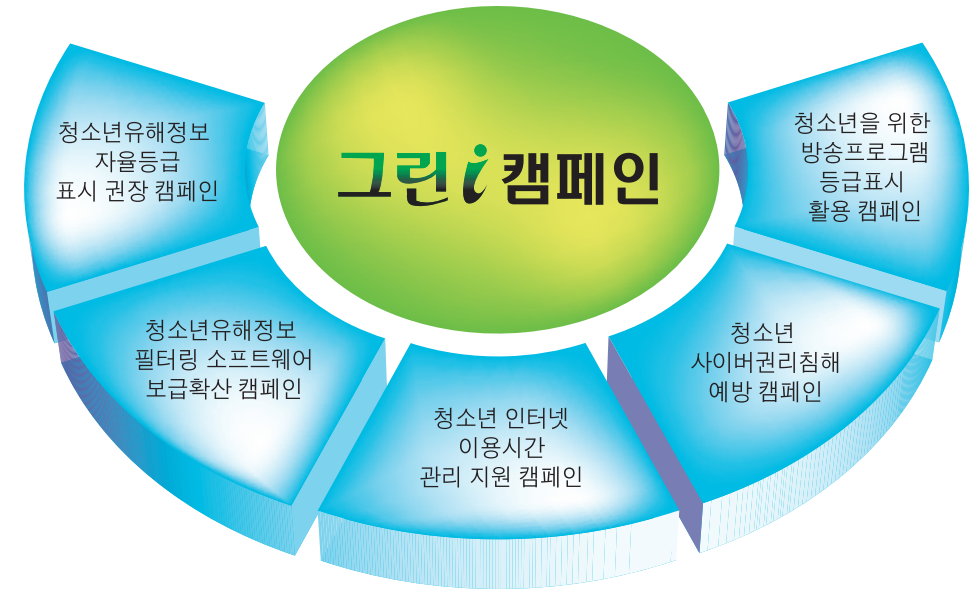 그린 i 캠페인
청소년유해정보
자율등급
표시 권장 캠페인
청소년유해정보
필터링 소프트웨어
보급확산 캠페인
청소년 인터넷
이용시간
관리 지원 캠페인
청소년
사이버권리침해
예방 캠페인
청소년을 위한
방송프로그램
등급표시
활용 캠페인